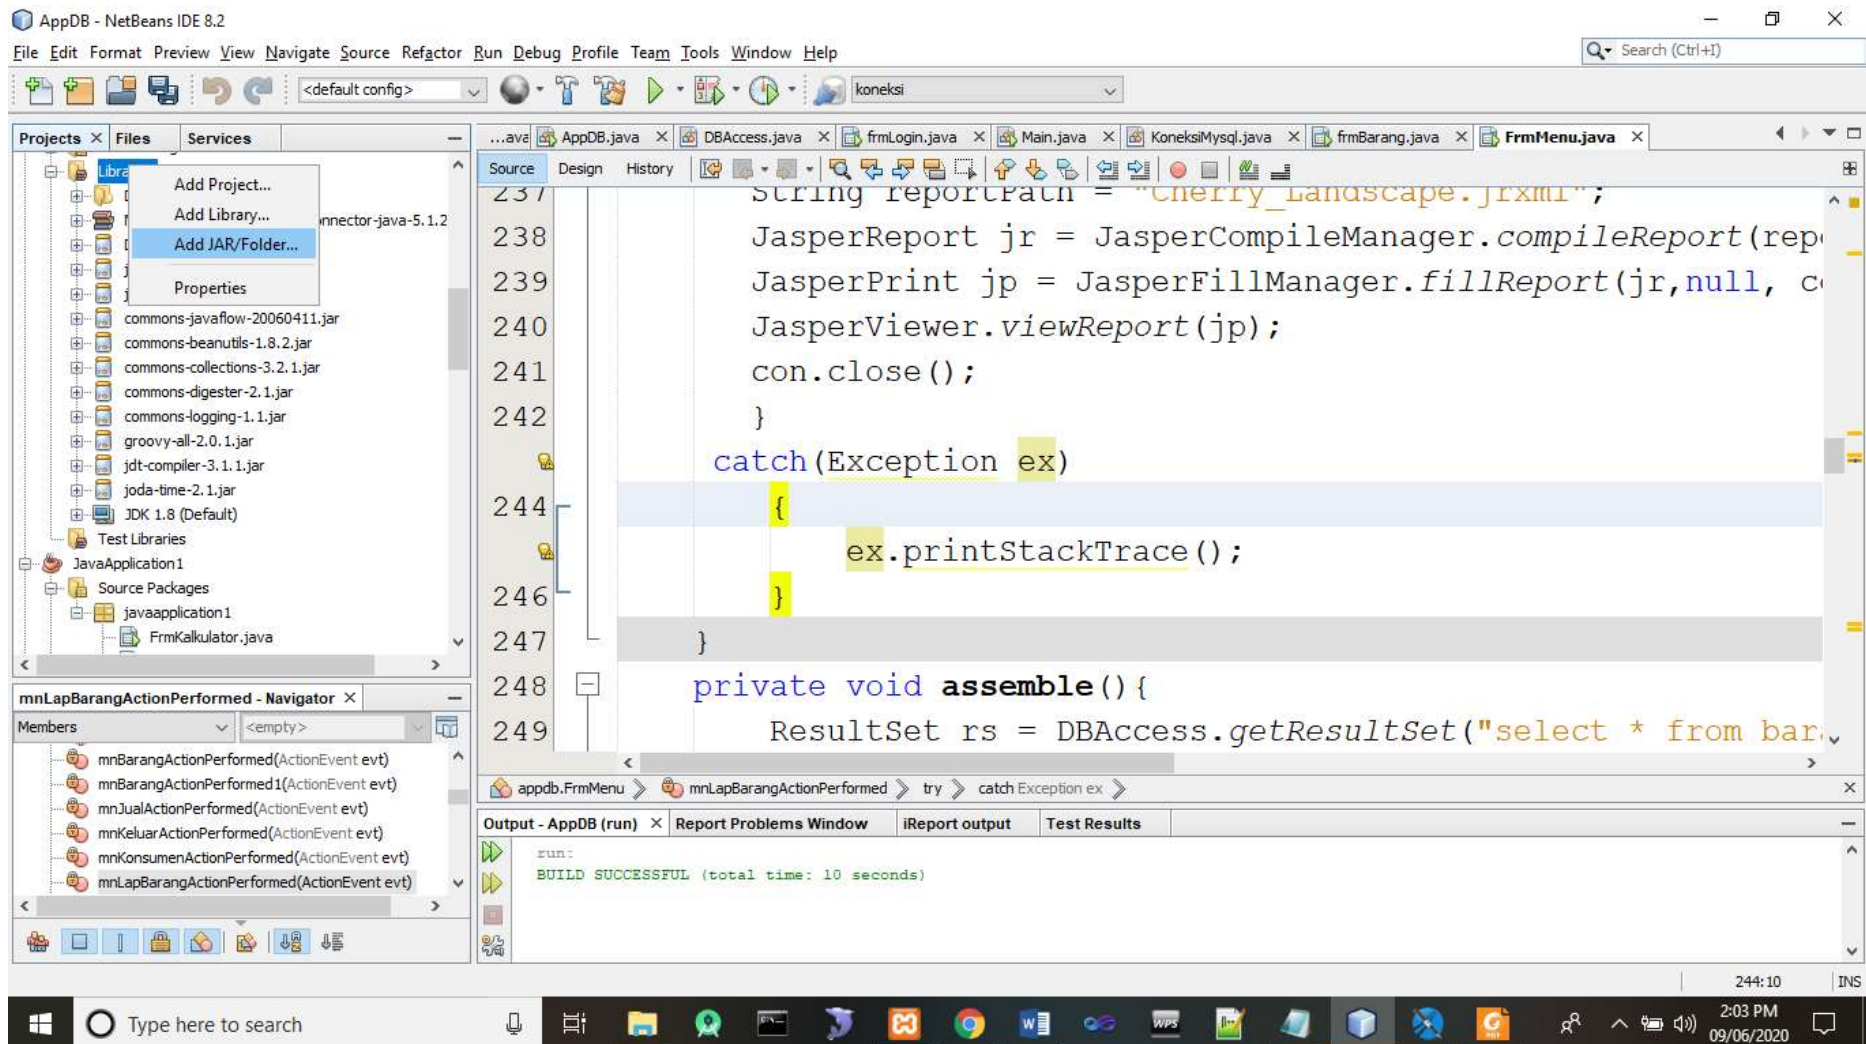 AppDB - NetBeans IDE 8.2
File Edit Format Preview View Navigate Source Refactor Run Debug Profile Team Tools Window Help
Search (Ctrl+I)
<default config>
koneksi
Projects Files Services
Libra
Add Project...
Add Library...
nnector-java-5.1.2
Add JAR/Folder...
Properties
commons-javaflow-20060411.jar
commons-beanutils-1.8.2.jar
commons-collections-3.2.1.jar
commons-digester-2.1.jar
commons-logging-1.1.jar
groovy-all-2.0.1.jar
jdt-compiler-3.1.1.jar
joda-time-2.1.jar
JDK 1.8 (Default)
Test Libraries
JavaApplication1
Source Packages
javaapplication1
FrmKalkulator.java
mnLapBarangActionPerformed - Navigator
Members <empty>
mnBarangActionPerformed(ActionEvent evt)
mnBarangActionPerformed1(ActionEvent evt)
mnJualActionPerformed(ActionEvent evt)
mnKeluarActionPerformed(ActionEvent evt)
mnKonsumenActionPerformed(ActionEvent evt)
mnLapBarangActionPerformed(ActionEvent evt)
...ava AppDB.java DBAccess.java frmLogin.java Main.java KoneksiMysql.java frmBarang.java FrmMenu.java
Source Design History
237 String reportPath = "Cherry_Landscape.jrxml";
238 JasperReport jr = JasperCompileManager.compileReport(repo
239 JasperPrint jp = JasperFillManager.fillReport(jr,null, co
240 JasperViewer.viewReport(jp);
241 con.close();
242 }
catch(Exception ex)
244 {
ex.printStackTrace();
246 }
247 }
248 private void assemble(){
249 ResultSet rs = DBAccess.getResultSet("select * from bara
appdb.FrmMenu mnLapBarangActionPerformed try catch Exception ex
Output - AppDB (run) Report Problems Window iReport output Test Results
run:
BUILD SUCCESSFUL (total time: 10 seconds)
244:10 INS
Type here to search
WPS
2:03 PM
09/06/2020